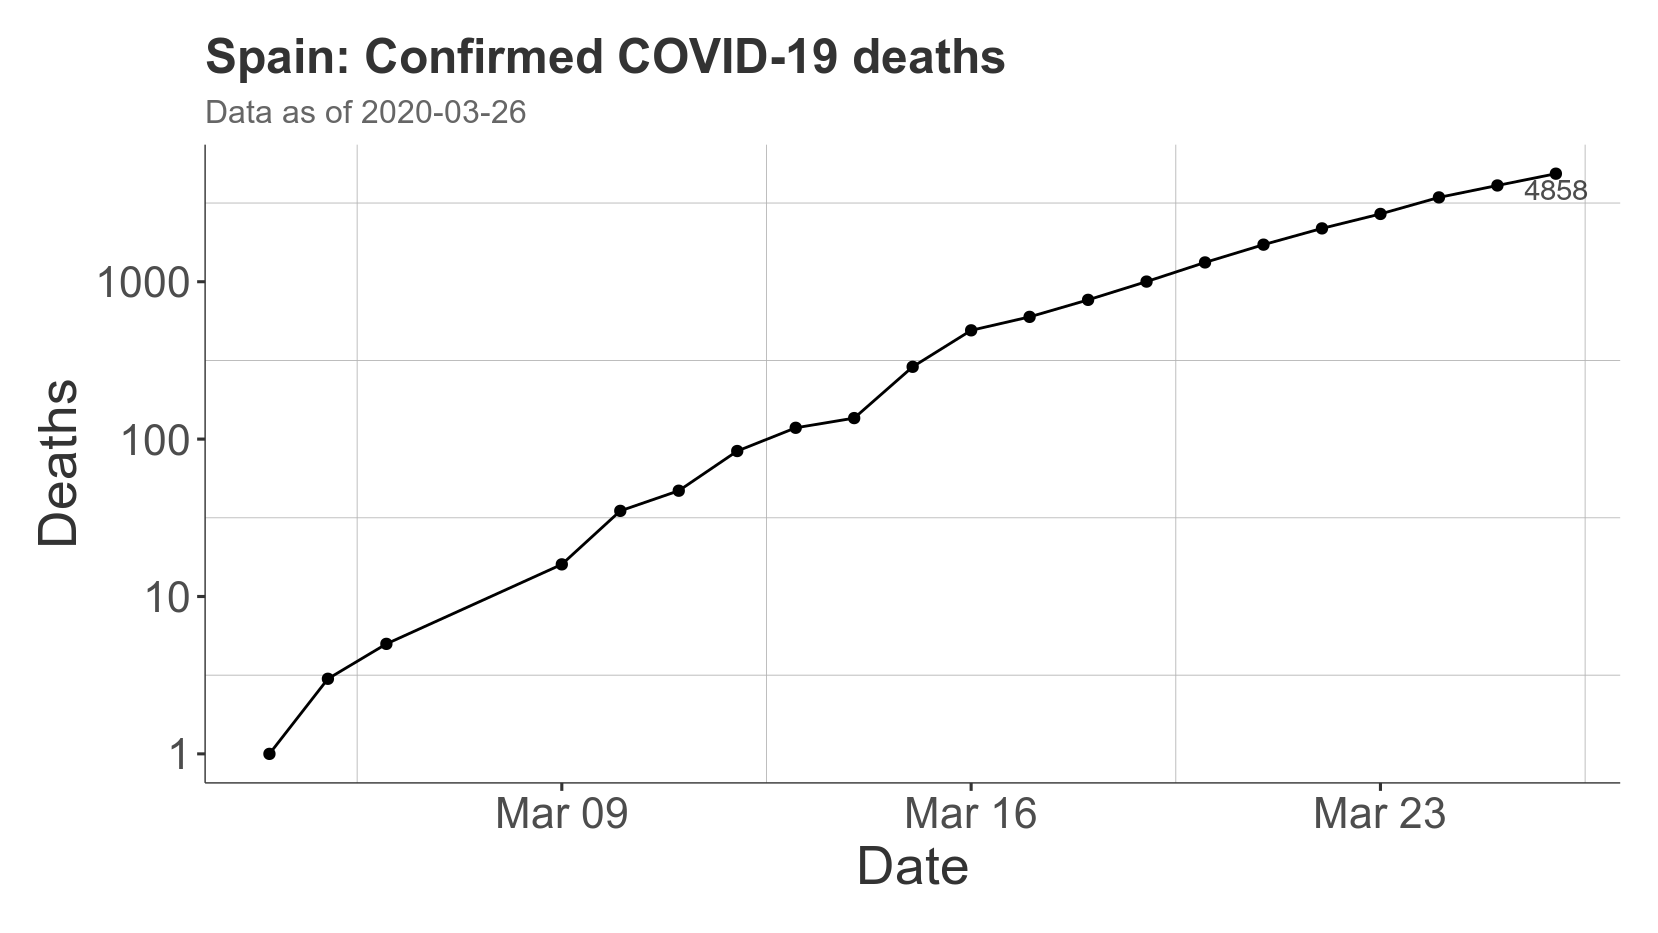 Spain: Confirmed COVID-19 deaths
Data as of 2020-03-26
4858
1000
100
10
1
Deaths
Mar 09
Mar 16
Mar 23
Date